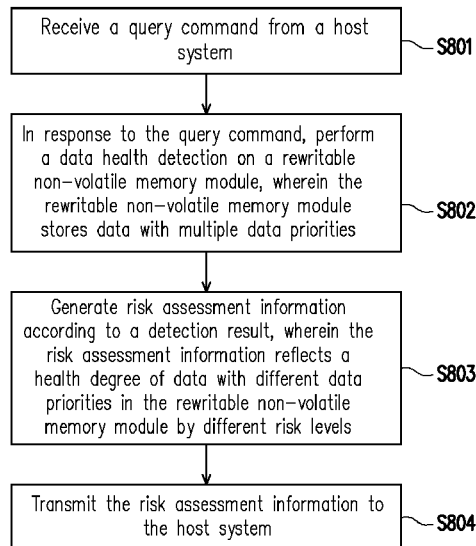 Receive a query command from a host
system
S801
In response to the query command, perform
a data health detection on a rewritable
non-volatile memory module, wherein the
rewritable non-volatile memory module
stores data with multiple data priorities
S802
Generate risk assessment information
according to a detection result, wherein the
risk assessment information reflects a
health degree of data with different data
priorities in the rewritable non-volatile
memory module by different risk levels
S803
Transmit the risk assessment information to
the host system
S804